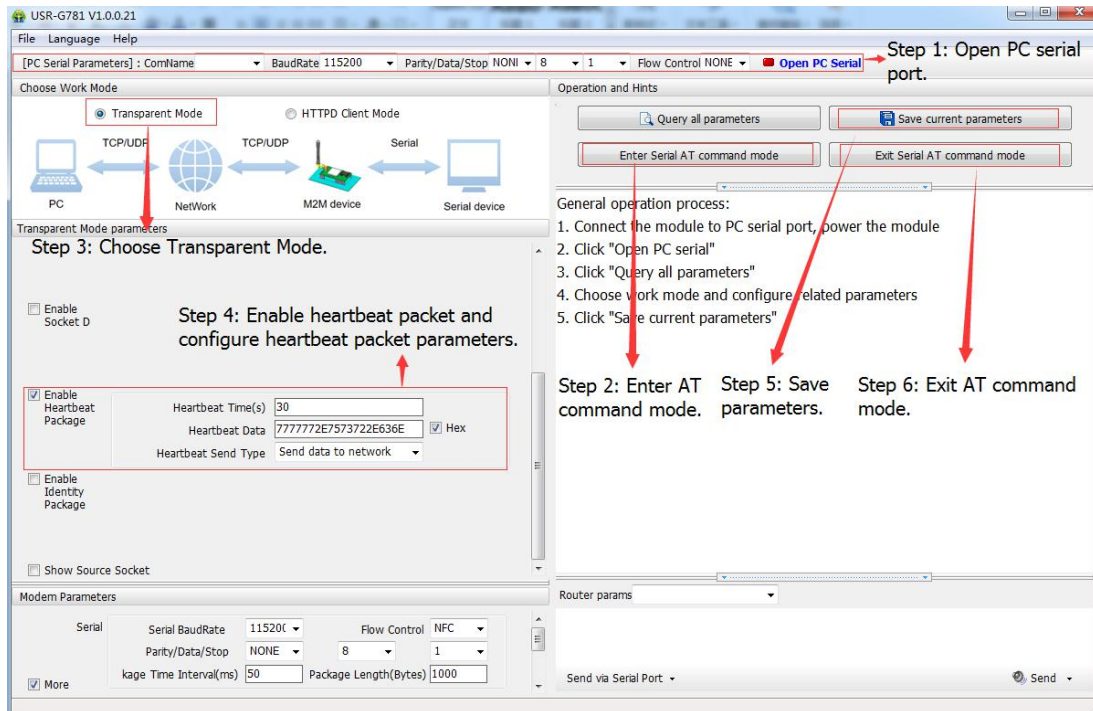 USR-G781 V1.0.0.21
File Language Help
[PC Serial Parameters] : ComName BaudRate 115200 Parity/Data/Stop NONI 8 1 Flow Control NONE Open PC Serial
Step 1: Open PC serial
port.
Choose Work Mode
Transparent Mode HTTPD Client Mode
TCP/UDP TCP/UDP Serial
PC NetWork M2M device Serial device
Transparent Mode parameters
Step 3: Choose Transparent Mode.
Enable
Socket D
Step 4: Enable heartbeat packet and
configure heartbeat packet parameters.
Enable
Heartbeat
Package
Heartbeat Time(s) 30
Heartbeat Data 7777772E7573722E636E Hex
Heartbeat Send Type Send data to network
Enable
Identity
Package
Show Source Socket
Modem Parameters
Serial Serial BaudRate 11520( Flow Control NFC
Parity/Data/Stop NONE 8 1
kage Time Interval(ms) 50 Package Length(Bytes) 1000
More
Operation and Hints
Query all parameters Save current parameters
Enter Serial AT command mode Exit Serial AT command mode
General operation process:
1. Connect the module to PC serial port, power the module
2. Click "Open PC serial"
3. Click "Query all parameters"
4. Choose work mode and configure related parameters
5. Click "Save current parameters"
Step 2: Enter AT
command mode.
Step 5: Save
parameters.
Step 6: Exit AT command
mode.
Router params
Send via Serial Port Send